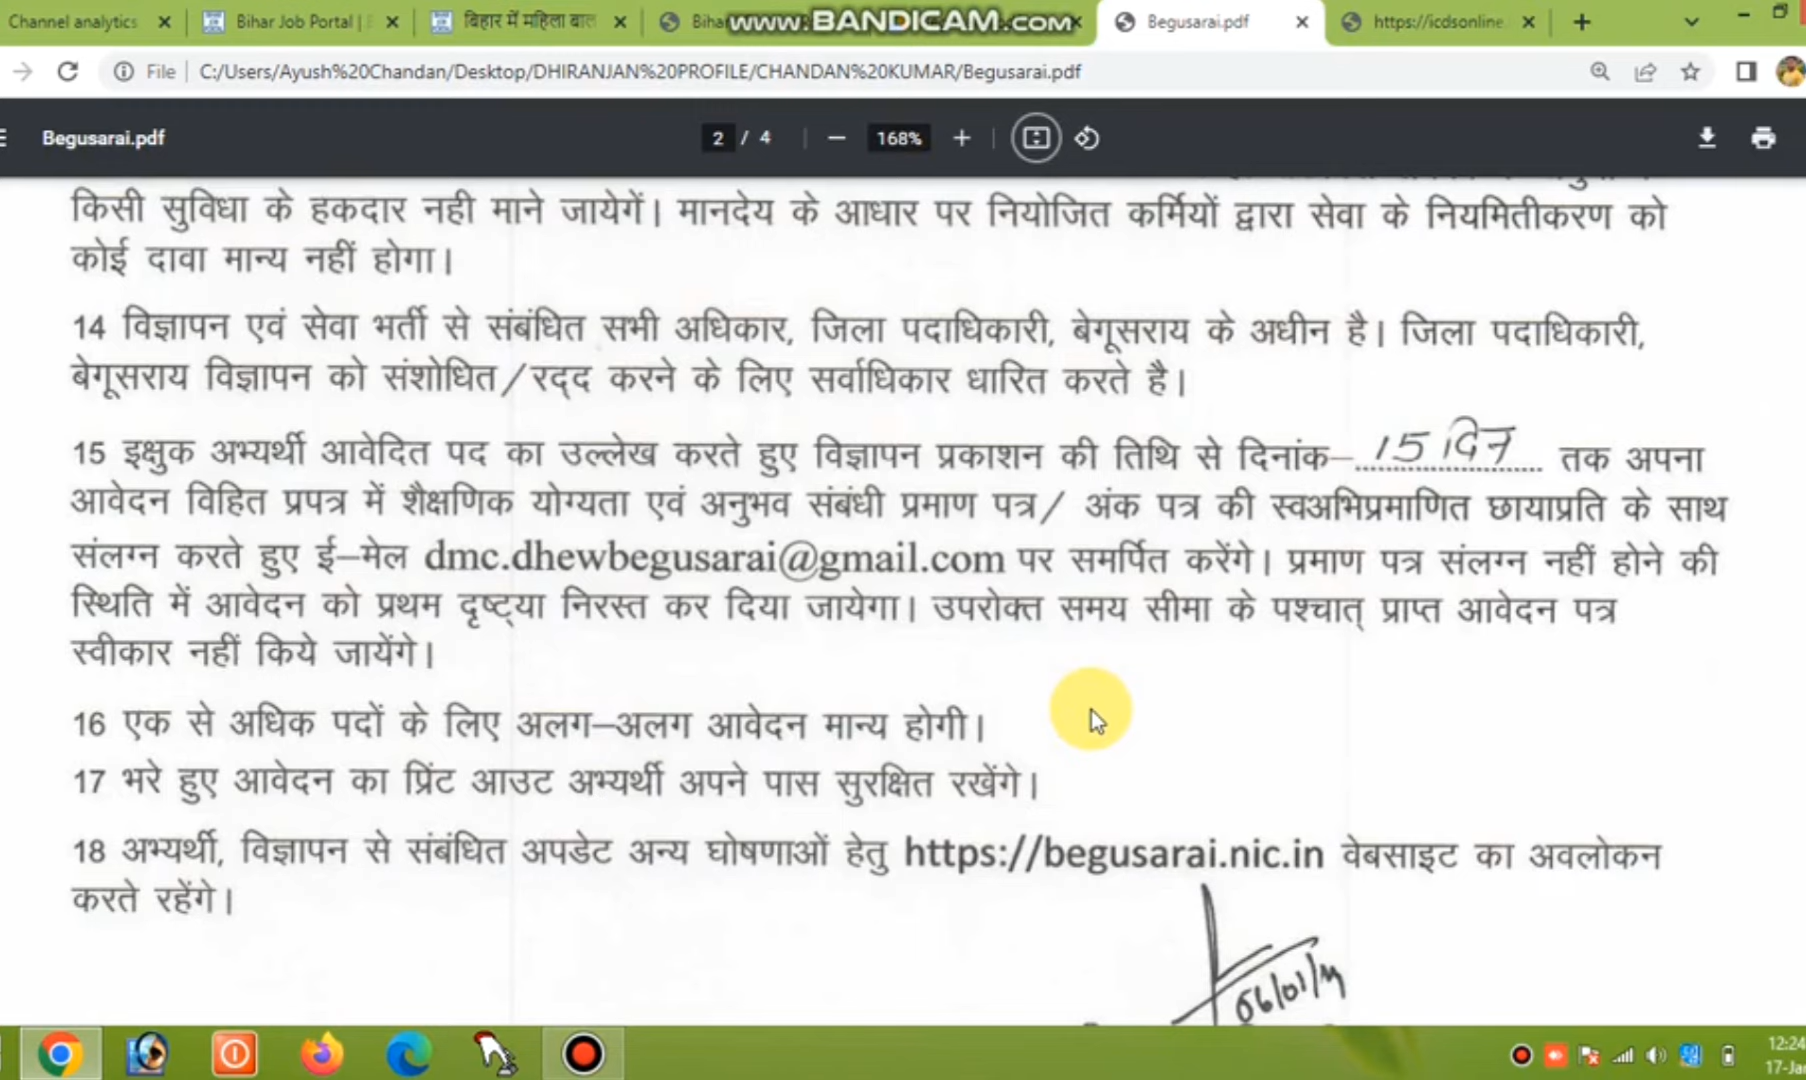 Channel analytics
Bihar Job Portal |
बिहार में महिला बाल
Biha
www.BANDICAM.com
Begusarai.pdf
https://icdsonline.
File
C:/Users/Ayush%20Chandan/Desktop/DHIRANJAN%20PROFILE/CHANDAN%20KUMAR/Begusarai.pdf
Begusarai.pdf
2 / 4
168%
किसी सुविधा के हकदार नही माने जायेगें। मानदेय के आधार पर नियोजित कर्मियों द्वारा सेवा के नियमितीकरण को
कोई दावा मान्य नहीं होगा।
14 विज्ञापन एवं सेवा भर्ती से संबंधित सभी अधिकार, जिला पदाधिकारी, बेगूसराय के अधीन है। जिला पदाधिकारी,
बेगूसराय विज्ञापन को संशोधित/रद्द करने के लिए सर्वाधिकार धारित करते है।
15 इक्षुक अभ्यर्थी आवेदित पद का उल्लेख करते हुए विज्ञापन प्रकाशन की तिथि से दिनांक–15 दिन तक अपना
आवेदन विहित प्रपत्र में शैक्षणिक योग्यता एवं अनुभव संबंधी प्रमाण पत्र/ अंक पत्र की स्वअभिप्रमाणित छायाप्रति के साथ
संलग्न करते हुए ई–मेल dmc.dhewbegusarai@gmail.com पर समर्पित करेंगे। प्रमाण पत्र संलग्न नहीं होने की
स्थिति में आवेदन को प्रथम दृष्ट्या निरस्त कर दिया जायेगा। उपरोक्त समय सीमा के पश्चात् प्राप्त आवेदन पत्र
स्वीकार नहीं किये जायेंगे।
16 एक से अधिक पदों के लिए अलग–अलग आवेदन मान्य होगी।
17 भरे हुए आवेदन का प्रिंट आउट अभ्यर्थी अपने पास सुरक्षित रखेंगे।
18 अभ्यर्थी, विज्ञापन से संबंधित अपडेट अन्य घोषणाओं हेतु https://begusarai.nic.in वेबसाइट का अवलोकन
करते रहेंगे।
12:24
17-Jan